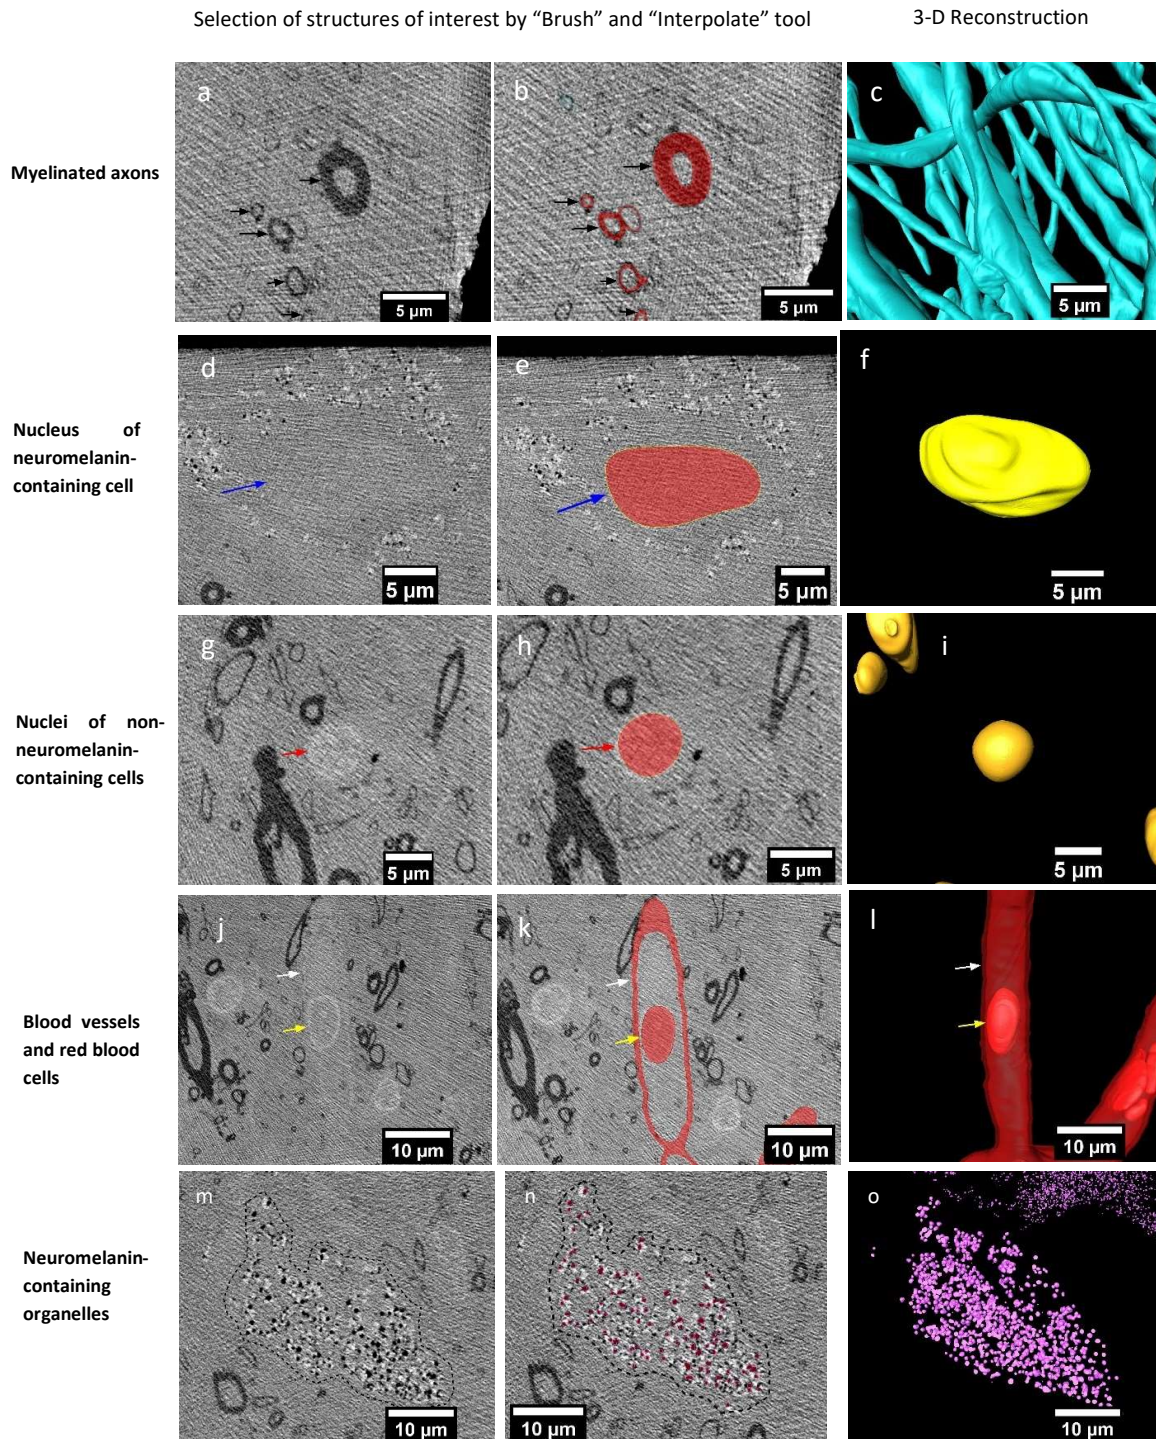 Selection of structures of interest by “Brush” and “Interpolate” tool
3-D Reconstruction
Myelinated axons
a
5 µm
b
5 µm
c
5 µm
Nucleus of
neuromelanin-
containing cell
d
5 µm
e
5 µm
f
5 µm
Nuclei of non-
neuromelanin-
containing cells
g
5 µm
h
5 µm
i
5 µm
Blood vessels
and red blood
cells
j
10 µm
k
10 µm
l
10 µm
Neuromelanin-
containing
organelles
m
10 µm
n
10 µm
o
10 µm